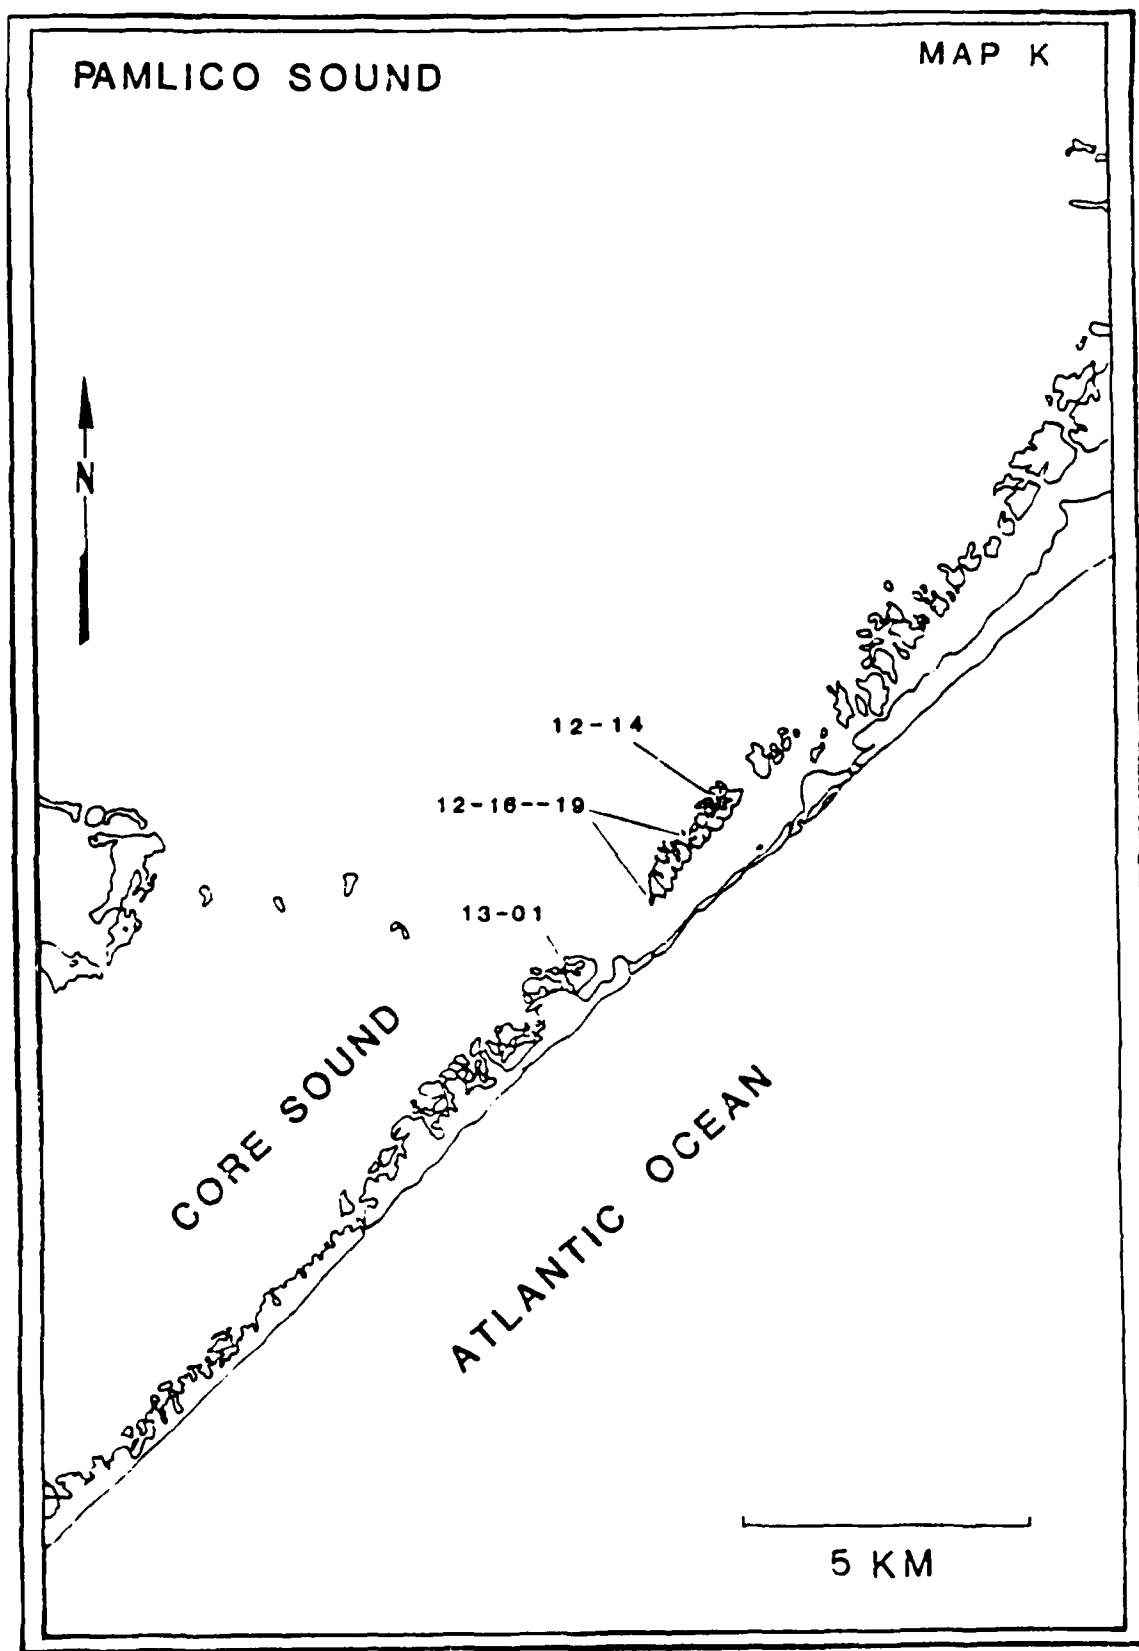 PAMLICO SOUND
MAP K
N
12-14
12-16--19
13-01
CORE SOUND
ATLANTIC OCEAN
5 KM